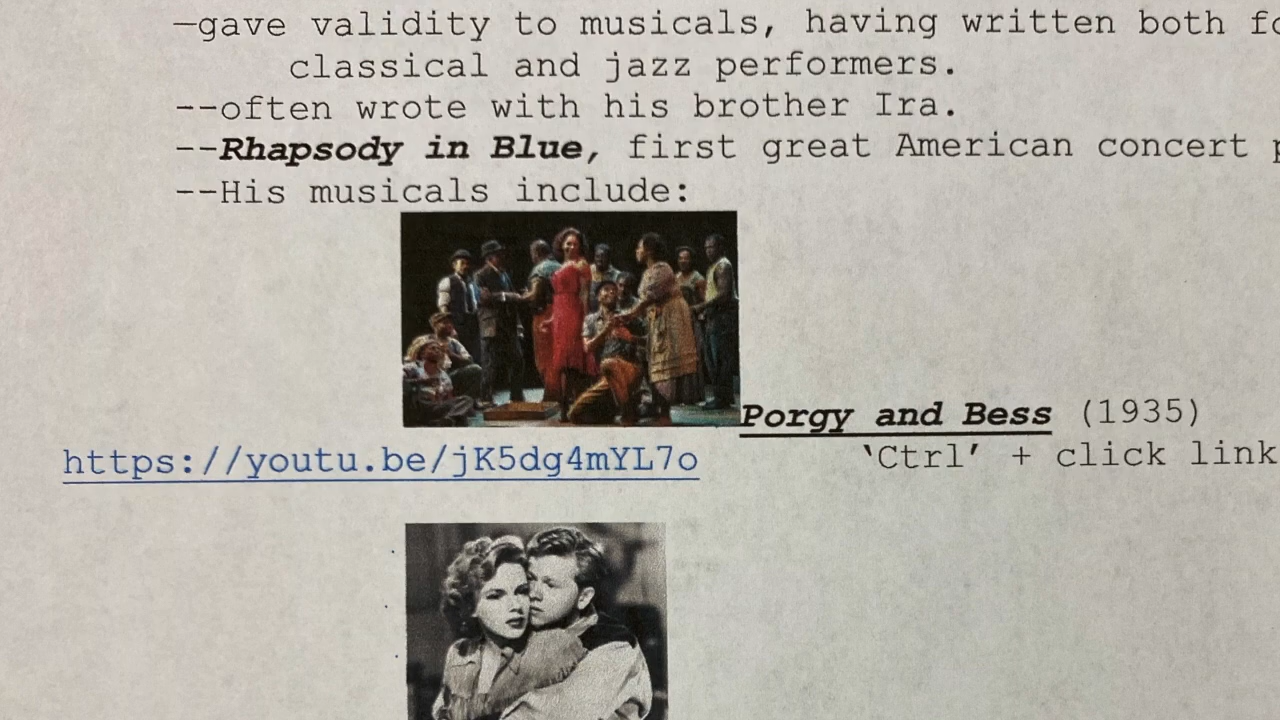 —gave validity to musicals, having written both
classical and jazz performers.
--often wrote with his brother Ira.
--Rhapsody in Blue, first great American concert
--His musicals include:
Porgy and Bess (1935)
https://youtu.be/jK5dg4mYL7o ‘Ctrl’ + click link